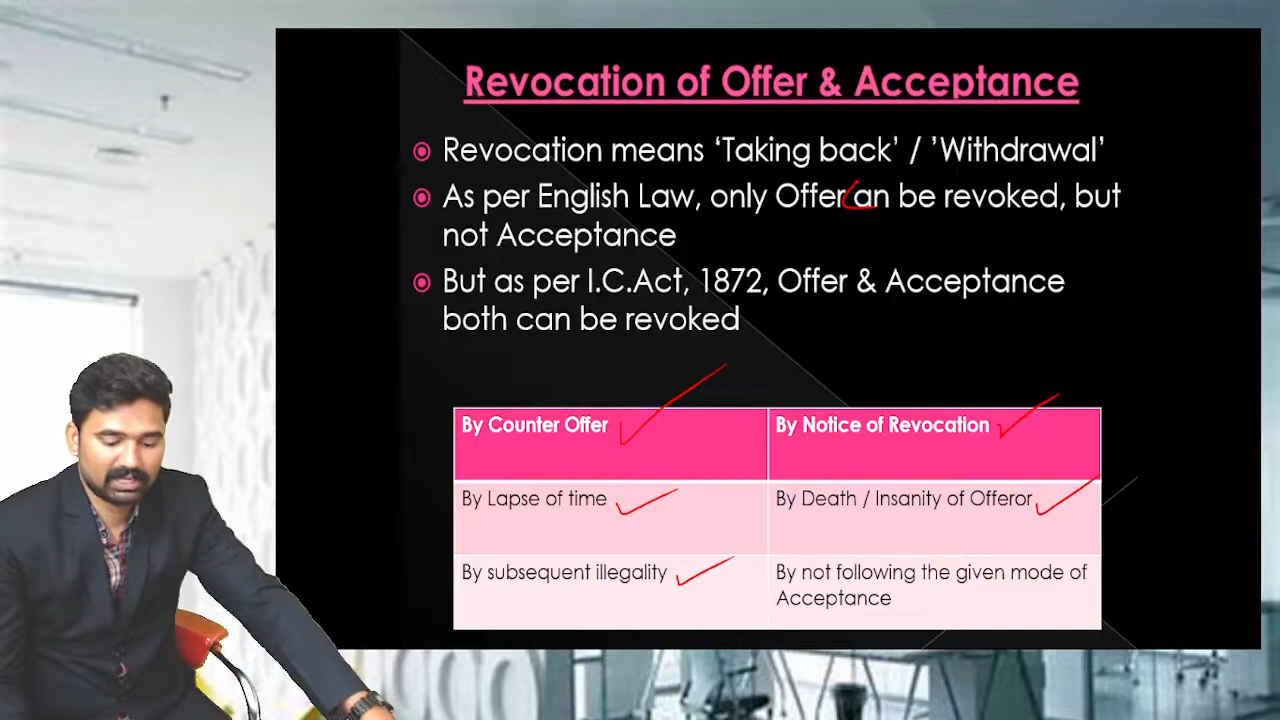 Revocation of Offer & Acceptance
Revocation means ‘Taking back’ / ’Withdrawal’
As per English Law, only Offer can be revoked, but
not Acceptance
But as per I.C.Act, 1872, Offer & Acceptance
both can be revoked
By Counter Offer
By Notice of Revocation
By Lapse of time
By Death / Insanity of Offeror
By subsequent illegality
By not following the given mode of
Acceptance